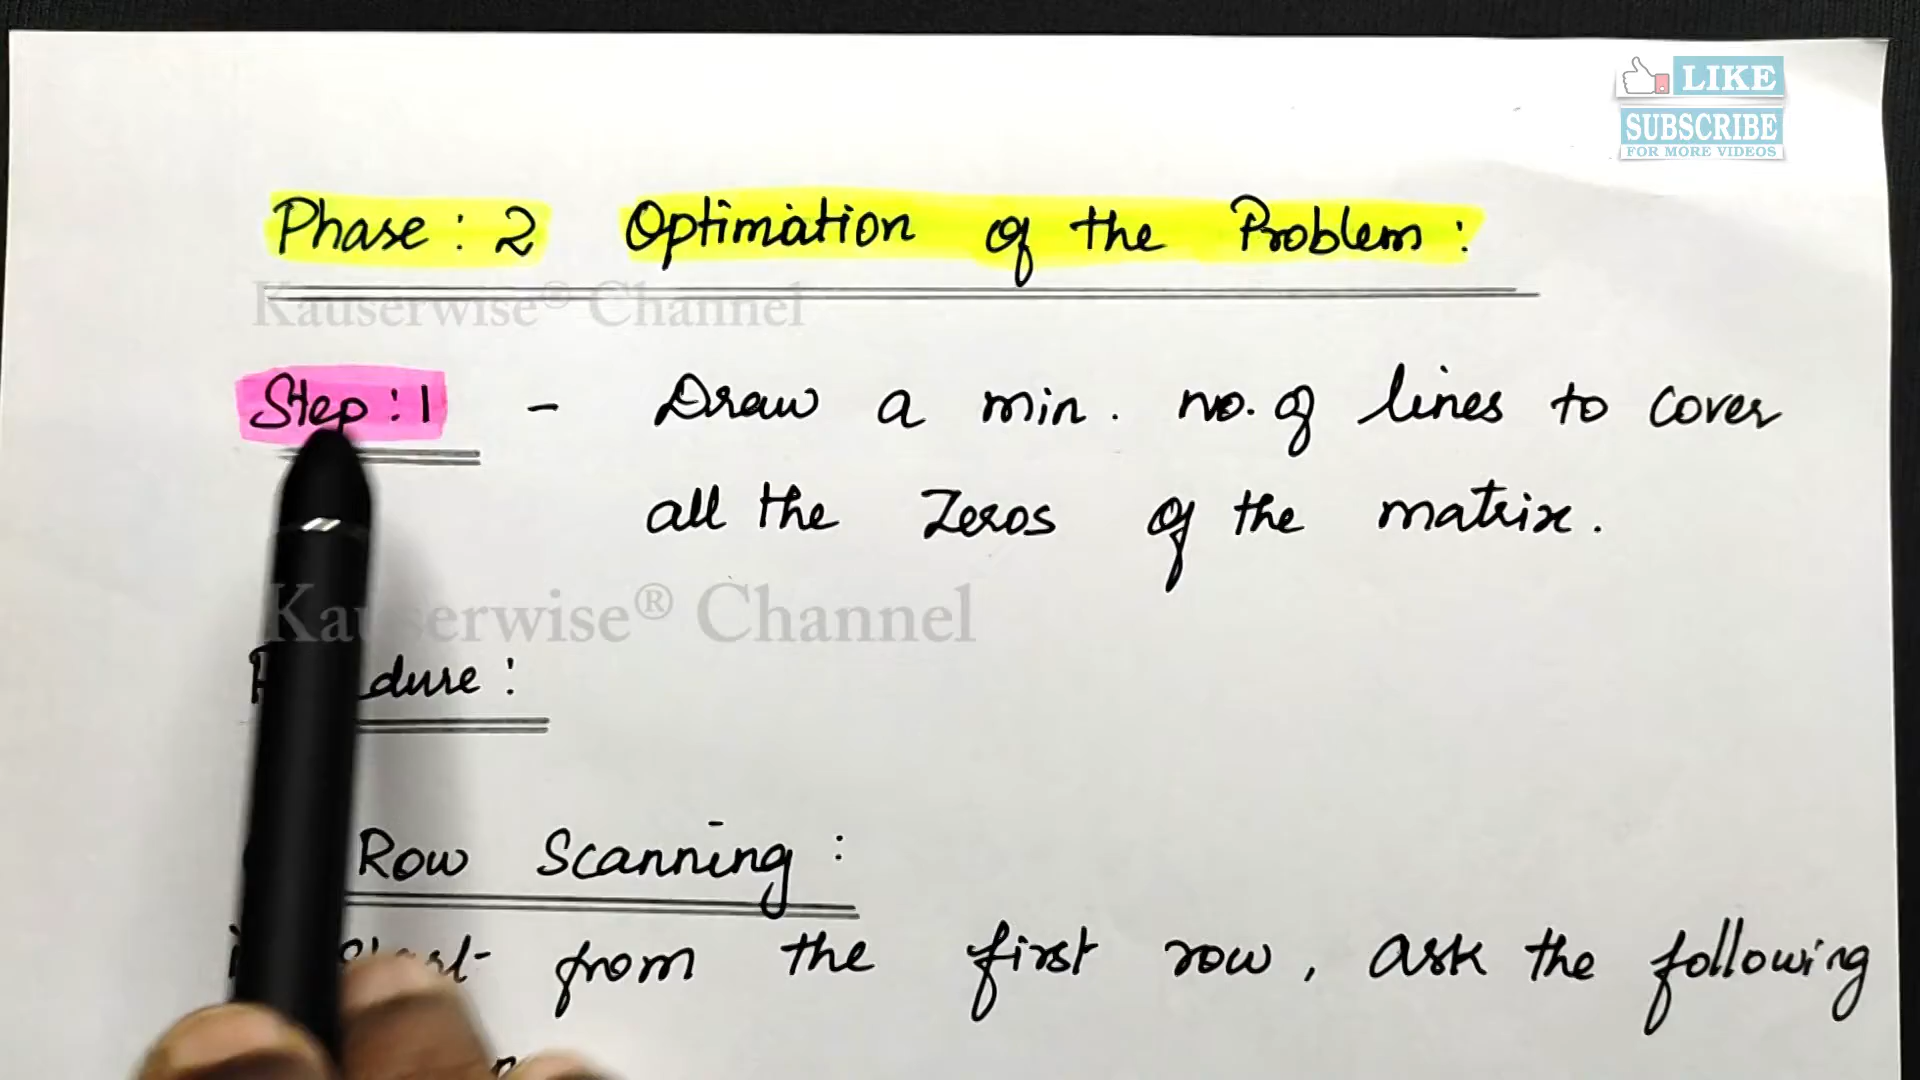 LIKE
SUBSCRIBE
FOR MORE VIDEOS
Phase : 2 Optimation of the Problem :
Kauserwise® Channel
Step : 1 - Draw a min. no. of lines to cover
all the Zeros of the matrix.
Kauserwise® Channel
Row Scanning :
from the first row, ask the following